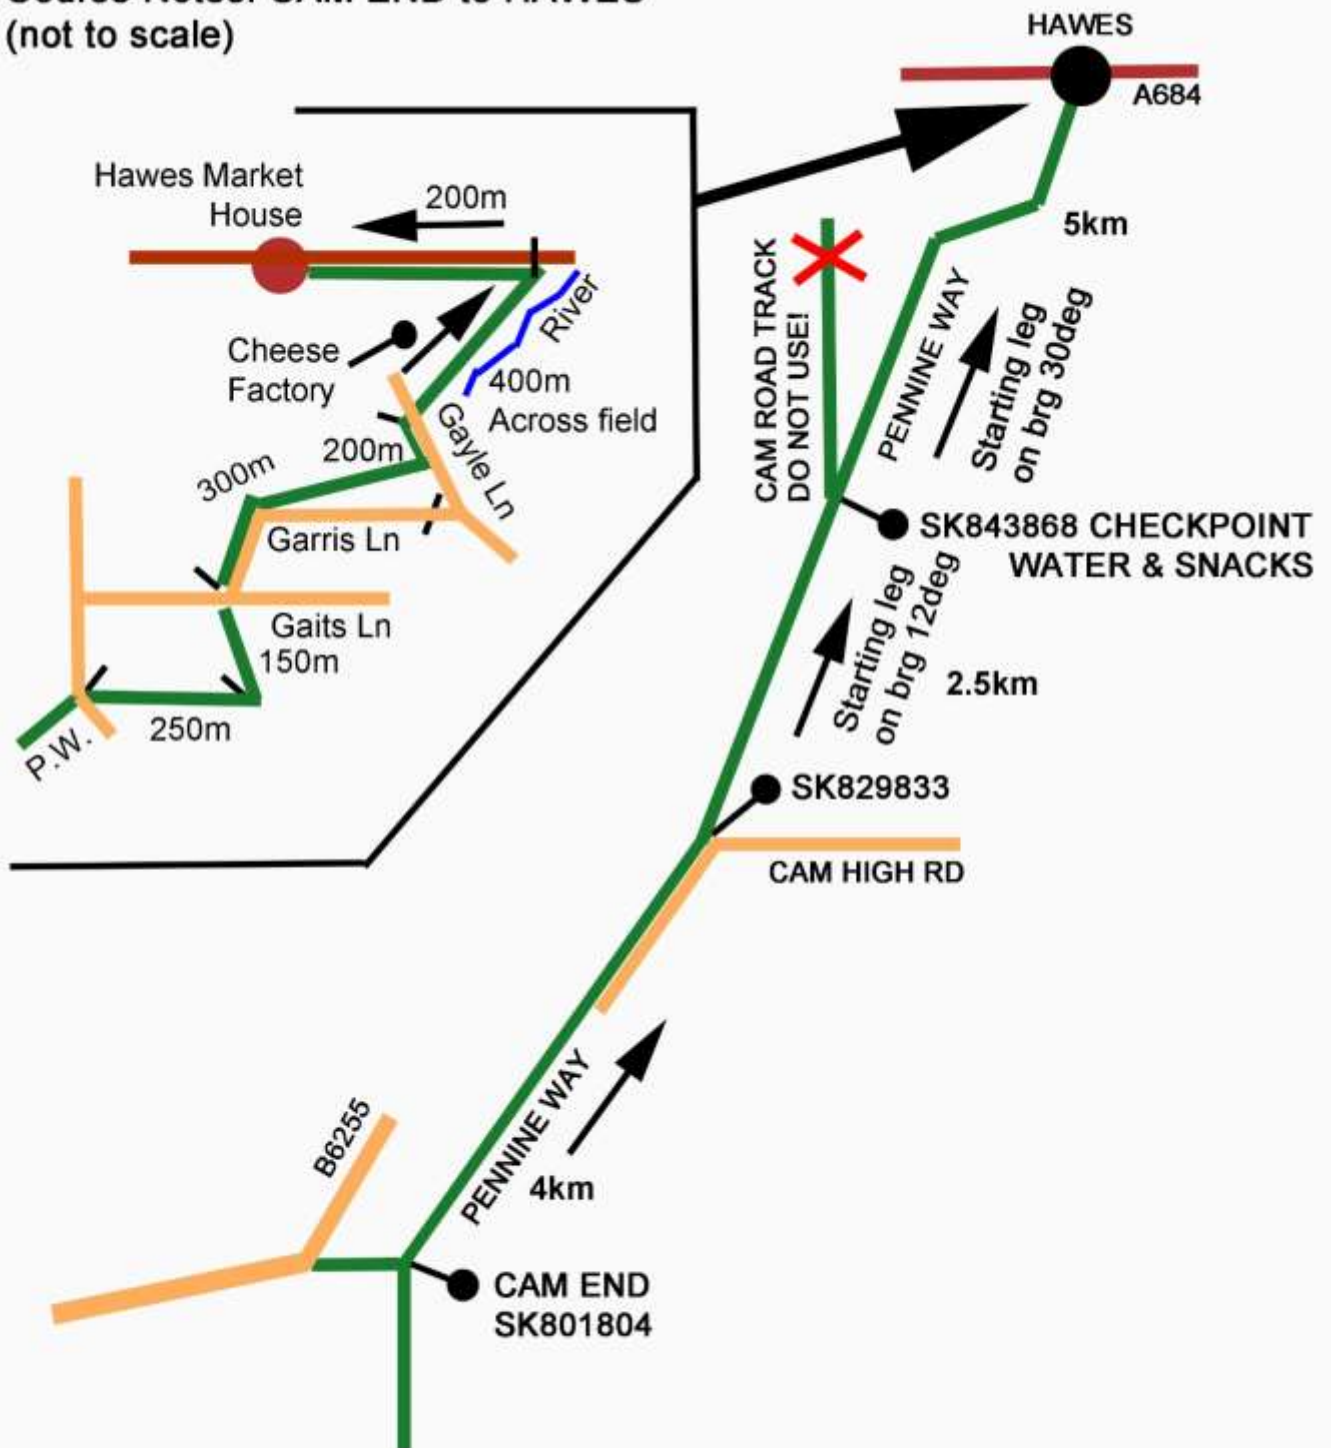 (not to scale)
HAWES
A684
Hawes Market
House
200m
5km
River
Cheese
Factory
400m
Across field
Gayle Ln
200m
300m
Garris Ln
Gaits Ln
150m
250m
P.W.
CAM ROAD TRACK
DO NOT USE!
PENNINE WAY
Starting leg
on brg 30deg
SK843868 CHECKPOINT
WATER & SNACKS
Starting leg
on brg 12deg
2.5km
SK829833
CAM HIGH RD
PENNINE WAY
4km
B6255
CAM END
SK801804